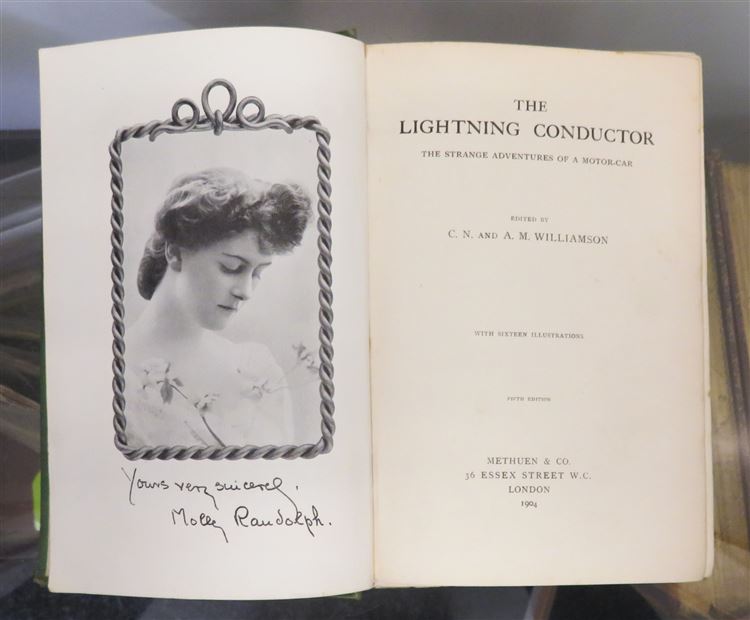 Yours very sincerely,
Molly Randolph.
THE
LIGHTNING CONDUCTOR
THE STRANGE ADVENTURES OF A MOTOR-CAR
EDITED BY
C. N. AND A. M. WILLIAMSON
WITH SIXTEEN ILLUSTRATIONS
FIFTH EDITION
METHUEN & CO.
36 ESSEX STREET W.C.
LONDON
1904